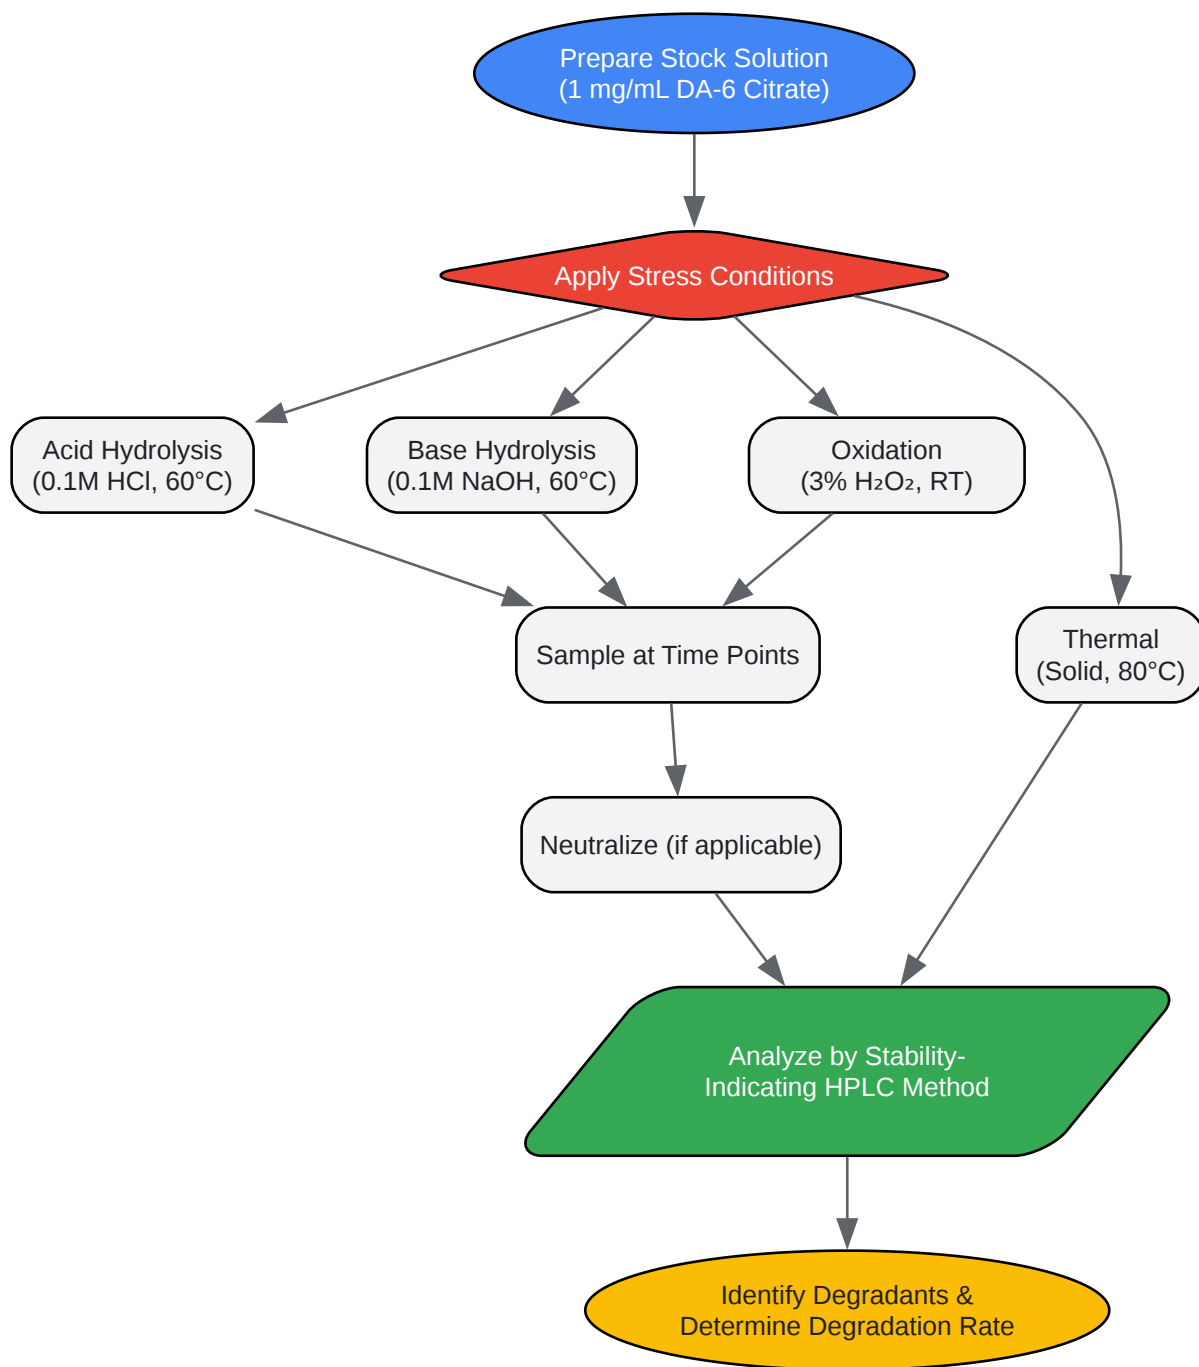 Prepare Stock Solution
(1 mg/mL DA-6 Citrate)
Apply Stress Conditions
Acid Hydrolysis
(0.1M HCl, 60°C)
Base Hydrolysis
(0.1M NaOH, 60°C)
Oxidation
(3% H₂O₂, RT)
Sample at Time Points
Thermal
(Solid, 80°C)
Neutralize (if applicable)
Analyze by Stability-
Indicating HPLC Method
Identify Degradants &
Determine Degradation Rate